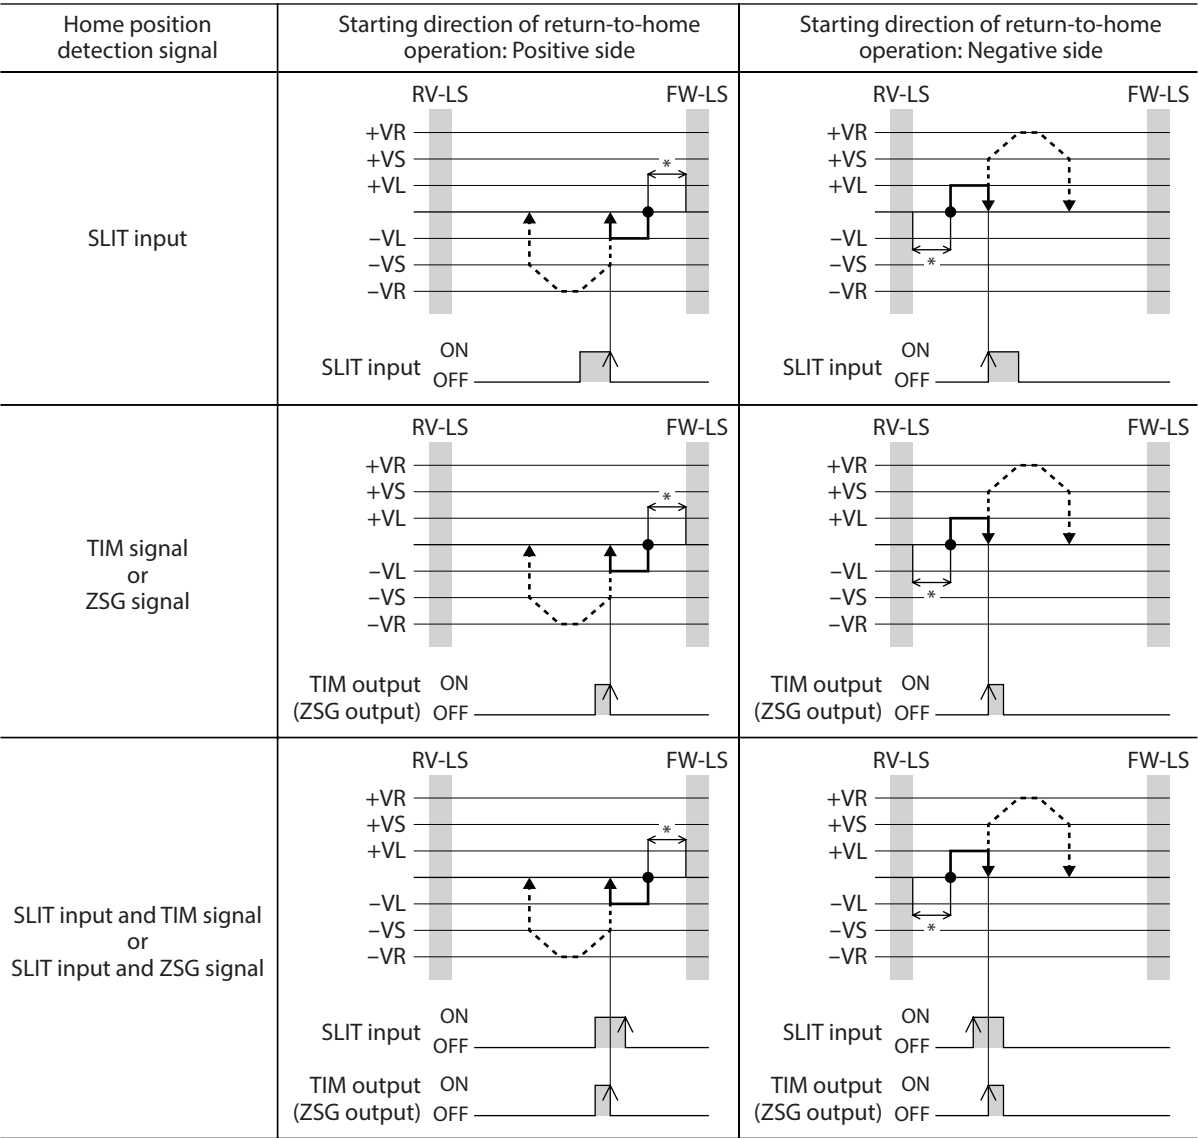 Home position
detection signal
Starting direction of return-to-home
operation: Positive side
Starting direction of return-to-home
operation: Negative side
SLIT input
RV-LS
FW-LS
+VR
+VS
+VL
–VL
–VS
–VR
*
SLIT input
ON
OFF
RV-LS
FW-LS
+VR
+VS
+VL
–VL
–VS
–VR
*
SLIT input
ON
OFF
TIM signal
or
ZSG signal
RV-LS
FW-LS
+VR
+VS
+VL
–VL
–VS
–VR
*
TIM output
(ZSG output)
ON
OFF
RV-LS
FW-LS
+VR
+VS
+VL
–VL
–VS
–VR
*
TIM output
(ZSG output)
ON
OFF
SLIT input and TIM signal
or
SLIT input and ZSG signal
RV-LS
FW-LS
+VR
+VS
+VL
–VL
–VS
–VR
*
SLIT input
ON
OFF
TIM output
(ZSG output)
ON
OFF
RV-LS
FW-LS
+VR
+VS
+VL
–VL
–VS
–VR
*
SLIT input
ON
OFF
TIM output
(ZSG output)
ON
OFF